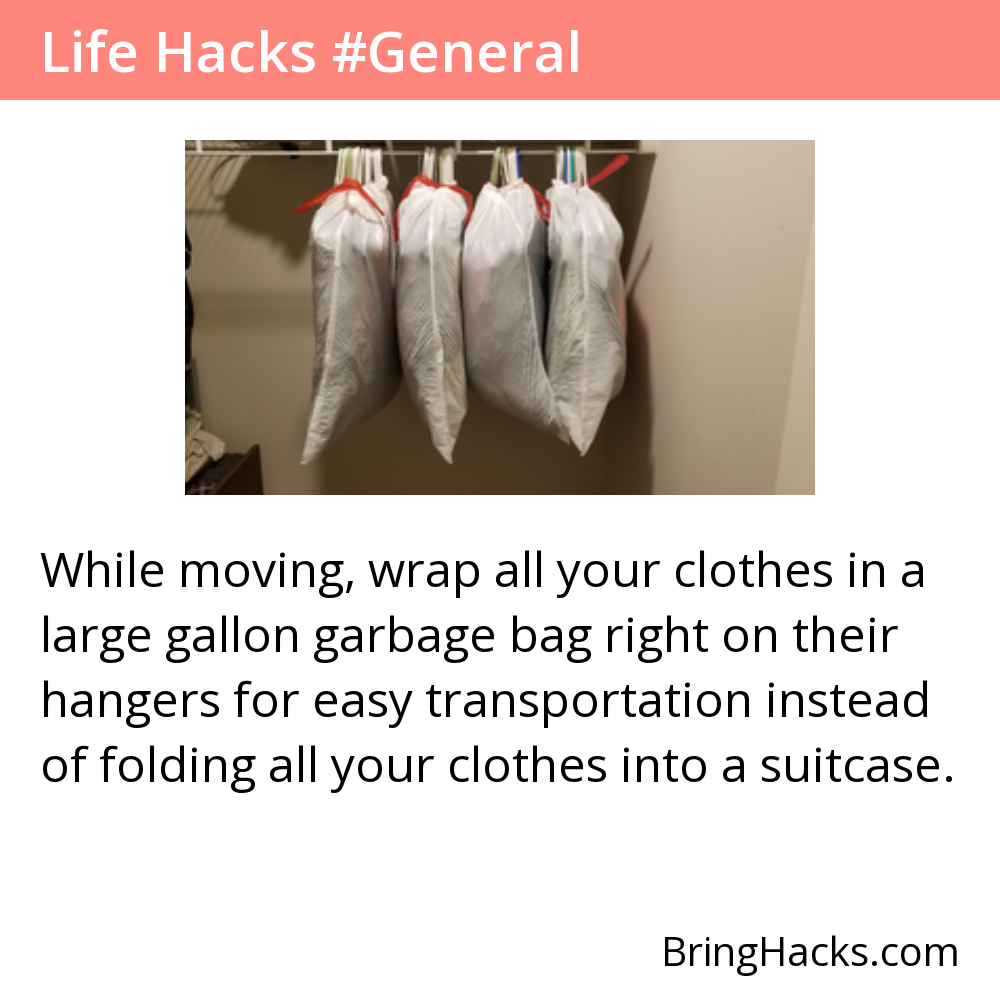 Life Hacks #General
While moving, wrap all your clothes in a
large gallon garbage bag right on their
hangers for easy transportation instead
of folding all your clothes into a suitcase.
BringHacks.com